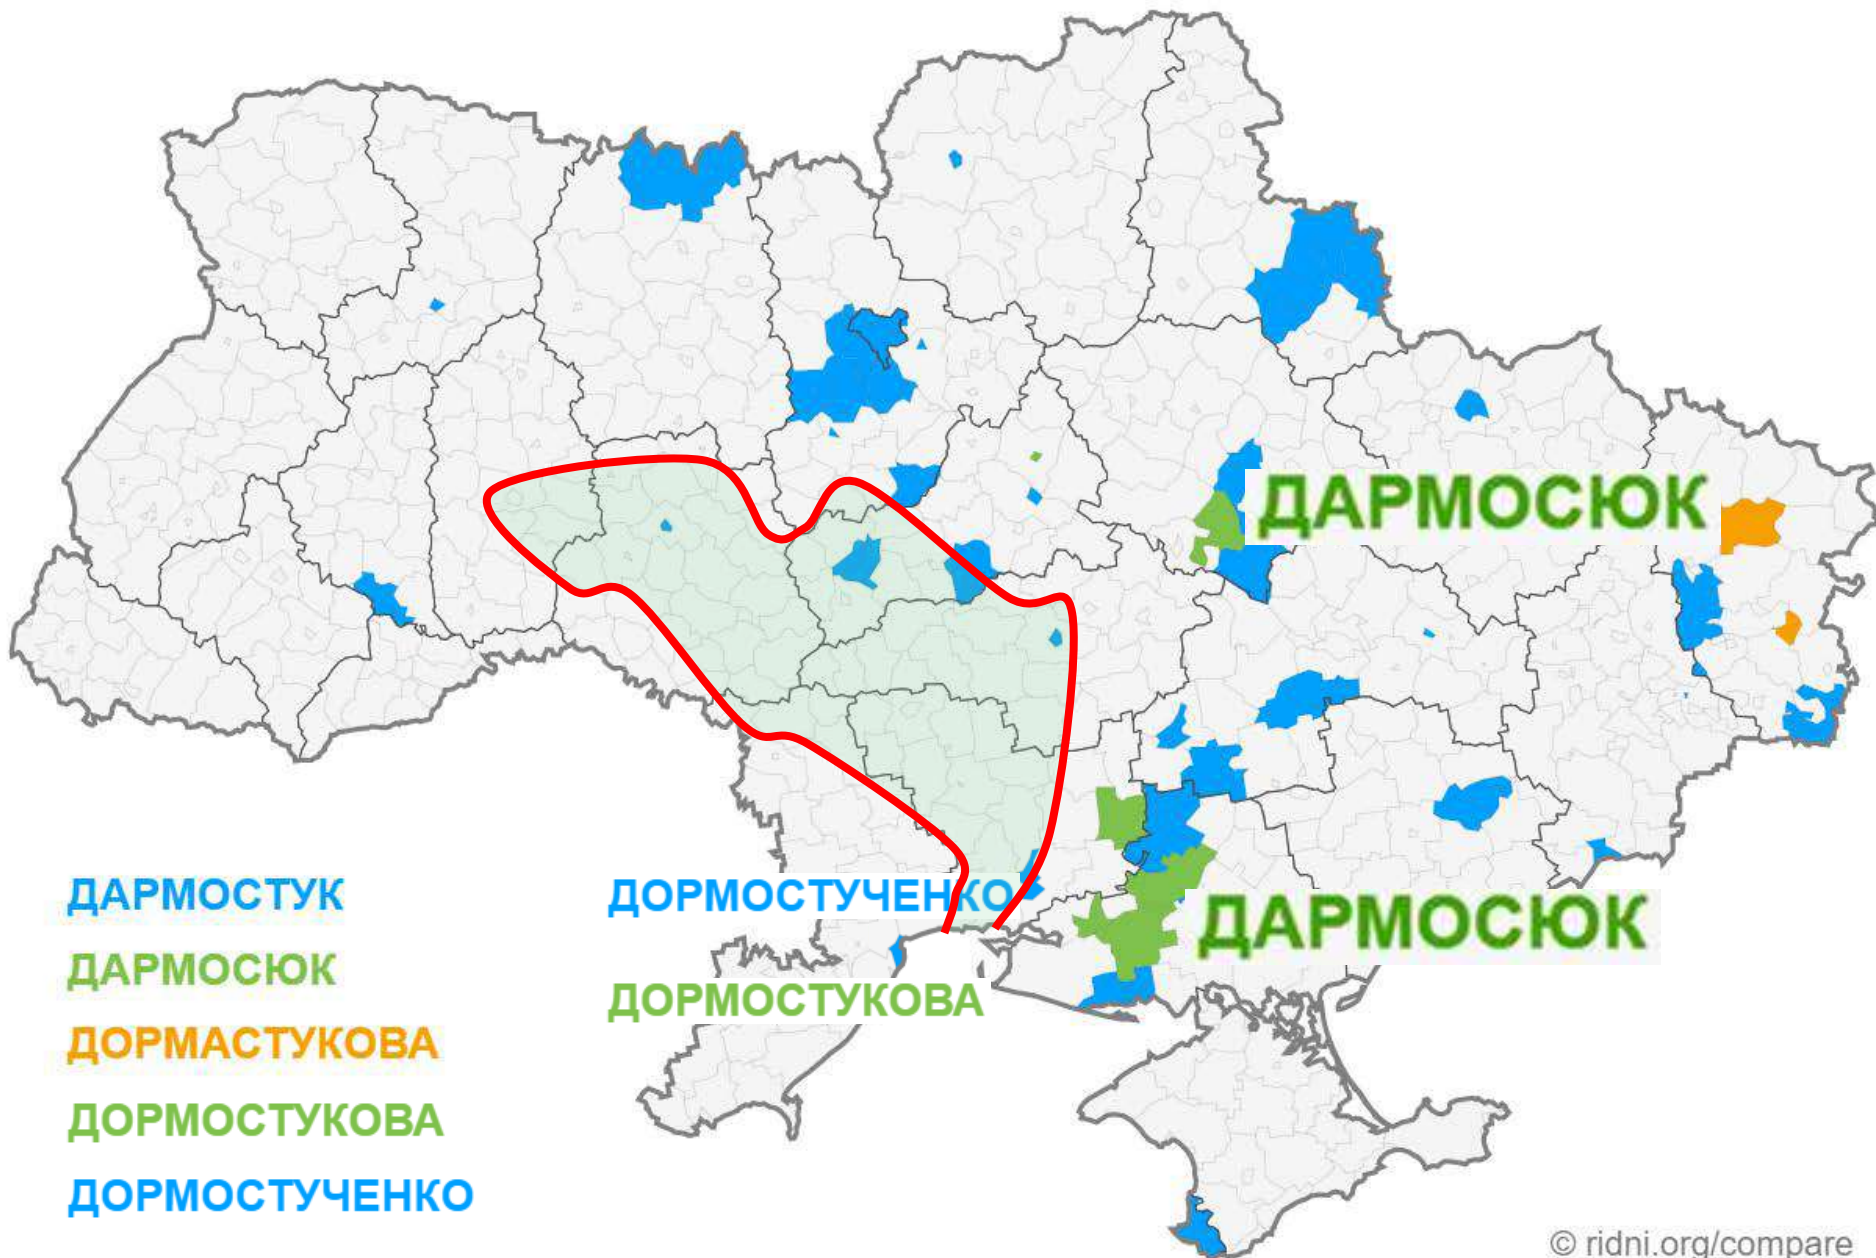 ДАРМОСЮК
ДАРМОСТУК
ДОРМОСТУЧЕНКО
ДАРМОСЮК
ДАРМОСЮК
ДОРМОСТУКОВА
ДОРМАСТУКОВА
ДОРМОСТУКОВА
ДОРМОСТУЧЕНКО
© ridni.org/compare